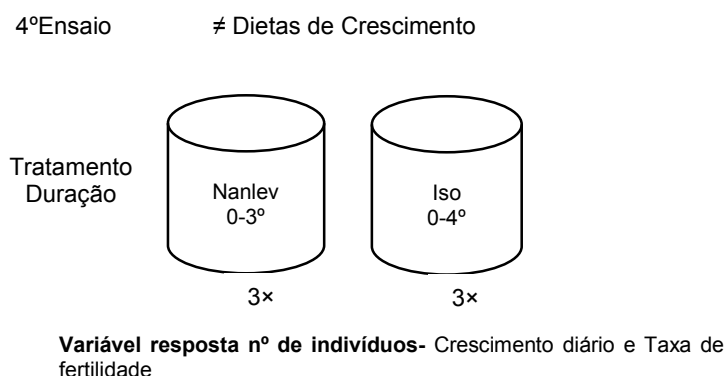 4ºEnsaio ≠ Dietas de Crescimento
Tratamento
Duração
Nanlev
0-3º
Iso
0-4º
3×
3×
Variável resposta nº de indivíduos- Crescimento diário e Taxa de
fertilidade